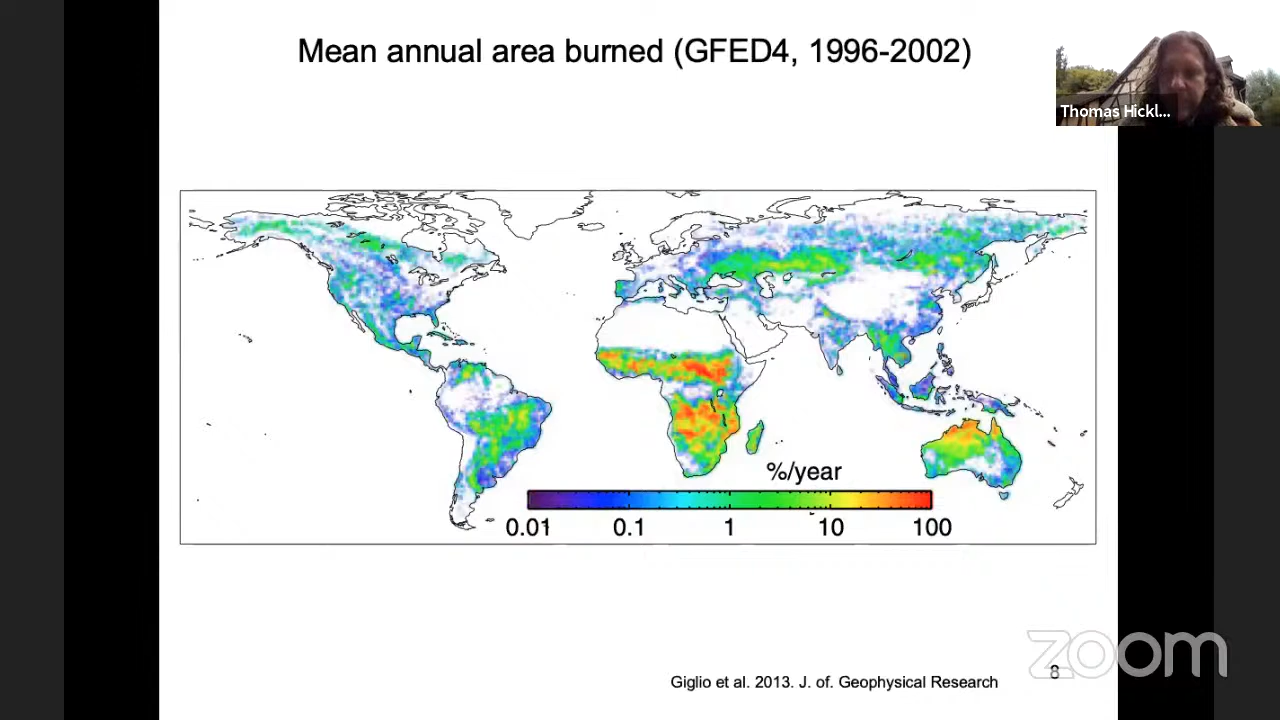 Mean annual area burned (GFED4, 1996-2002)
Thomas Hickl...
%/year
0.01 0.1 1 10 100
zoom
8
Giglio et al. 2013. J. of. Geophysical Research